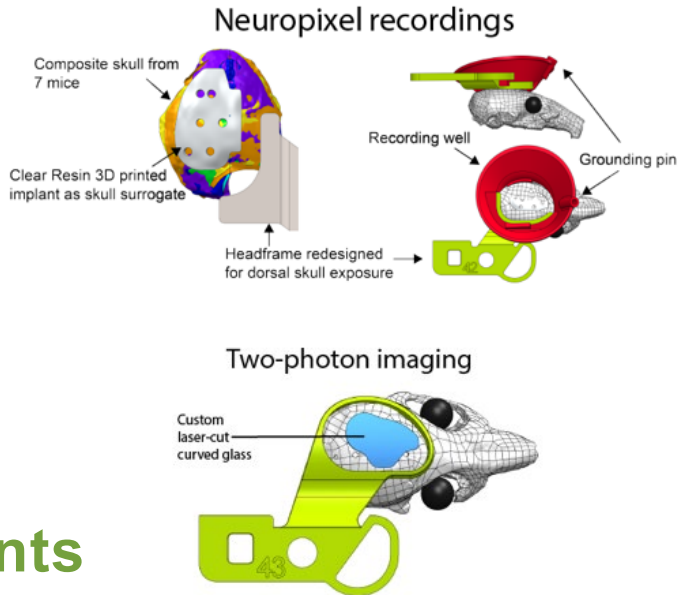 Neuropixel recordings
Composite skull from
7 mice
Recording well
Grounding pin
Clear Resin 3D printed
implant as skull surrogate
Headframe redesigned
for dorsal skull exposure
42
Two-photon imaging
Custom
laser-cut
curved glass
nts
43